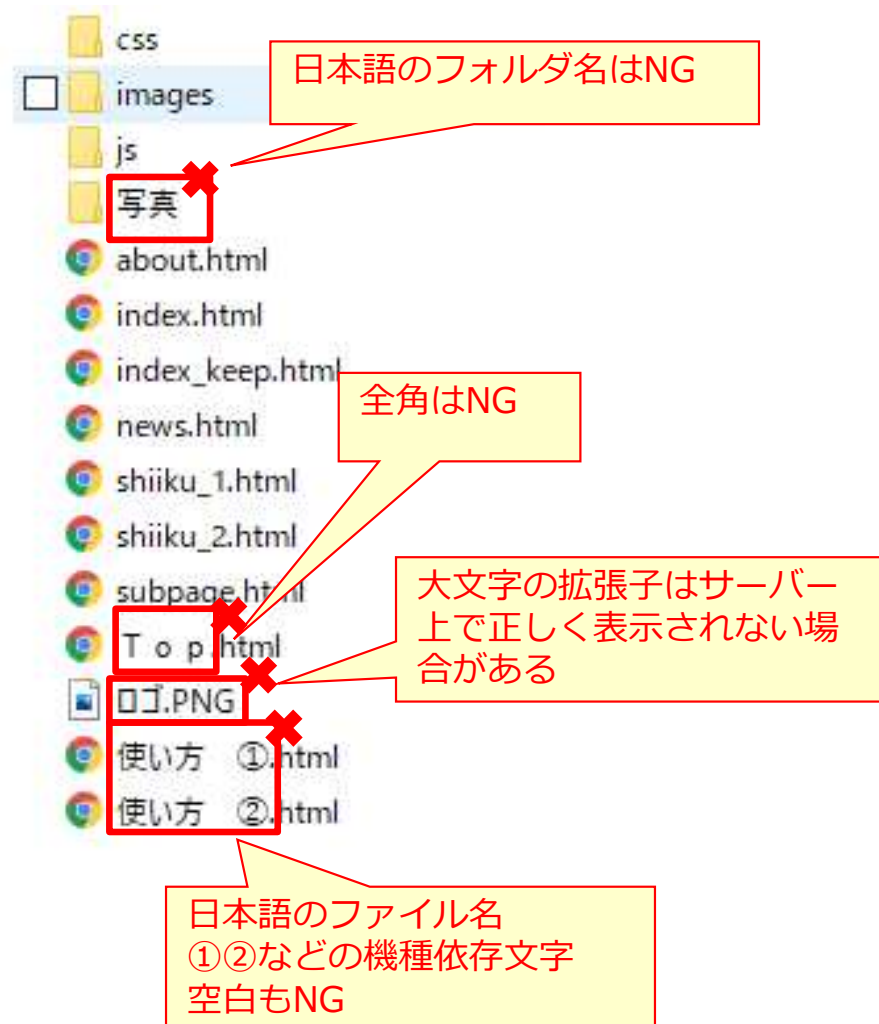 css
日本語のフォルダ名はNG
images
js
写真
about.html
index.html
index_keep.html
全角はNG
news.html
shiiku_1.html
shiiku_2.html
subpage.html
大文字の拡張子はサーバー
上で正しく表示されない場
合がある
Ｔｏｐ.html
ロゴ.PNG
使い方　①.html
使い方　②.html
日本語のファイル名
①②などの機種依存文字
空白もNG